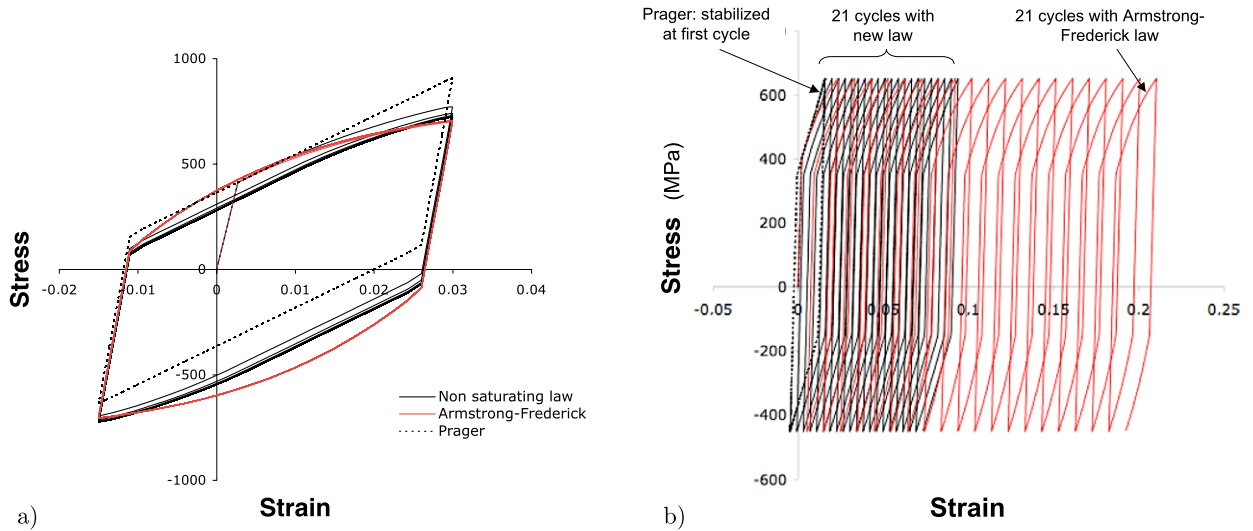 Prager: stabilized
at first cycle
21 cycles with
new law
21 cycles with Armstrong-
Frederick law
1000
500
0
-500
-1000
-0.02
-0.01
0
0.01
0.02
0.03
0.04
Stress
Non saturating law
Armstrong-Frederick
Prager
Strain
a)
600
400
200
0
-200
-400
-600
-0.05
0
0.05
0.1
0.15
0.2
0.25
Stress (MPa)
Strain
b)